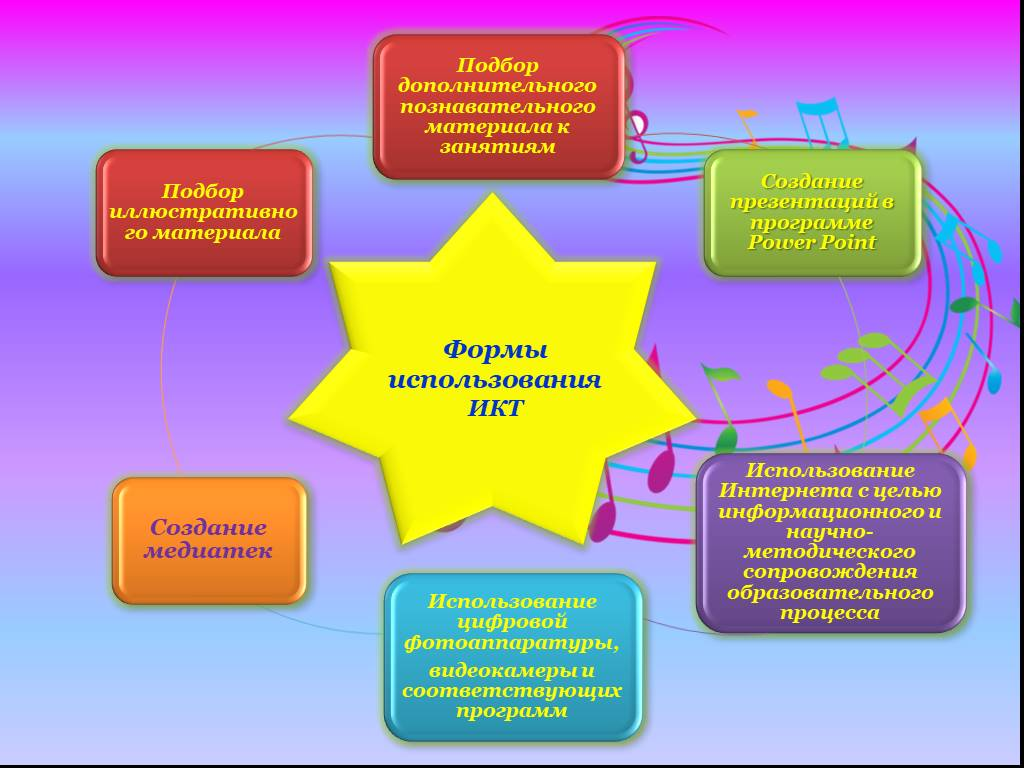 Подбор
дополнительного
познавательного
материала к
занятиям
Подбор
иллюстративно
го материала
Создание
презентаций в
программе
Power Point
Формы
использования
ИКТ
Создание
медиатек
Использование
Интернета с целью
информационного и
научно-
методического
сопровождения
образовательного
процесса
Использование
цифровой
фотоаппаратуры,
видеокамеры и
соответствующих
программ